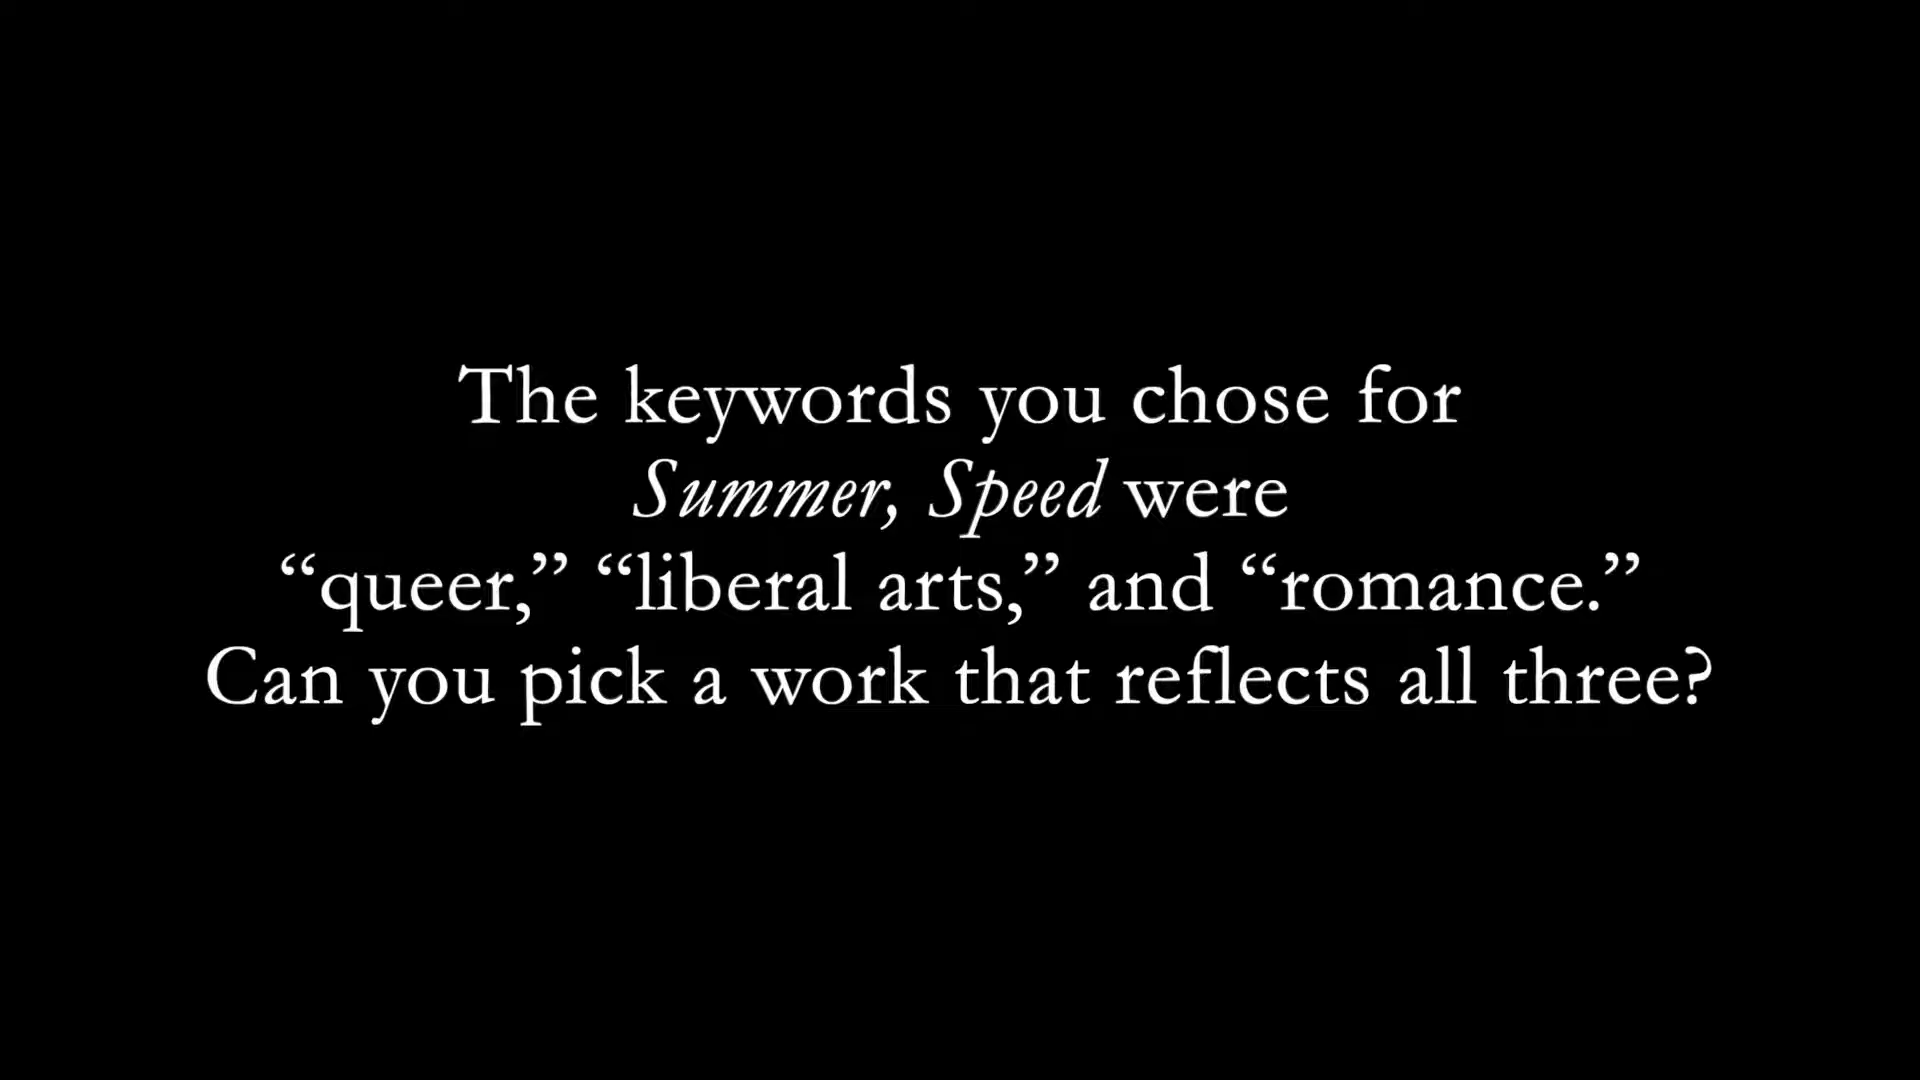 The keywords you chose for
Summer, Speed were
“queer,” “liberal arts,” and “romance.”
Can you pick a work that reflects all three?